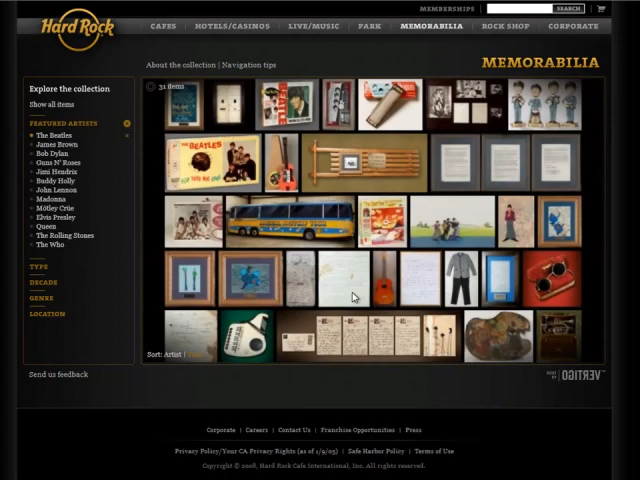 MEMBERSHIPS | SEARCH
Hard Rock
CAFES HOTELS/CASINOS LIVE/MUSIC PARK MEMORABILIA ROCK SHOP CORPORATE
About the collection | Navigation tips
MEMORABILIA
Explore the collection
Show all items
FEATURED ARTISTS
The Beatles
James Brown
Bob Dylan
Guns N' Roses
Jimi Hendrix
Buddy Holly
John Lennon
Madonna
Mötley Crüe
Elvis Presley
Queen
The Rolling Stones
The Who
TYPE
DECADE
GENRE
LOCATION
31 items
THE BEATLES
Sort: Artist |
Send us feedback
VERTIGO
Corporate | Careers | Contact Us | Franchise Opportunities | Press
Privacy Policy/Your CA Privacy Rights (as of 1/9/05) | Safe Harbor Policy | Terms of Use
Copyright © 2008, Hard Rock Cafe International, Inc. All rights reserved.